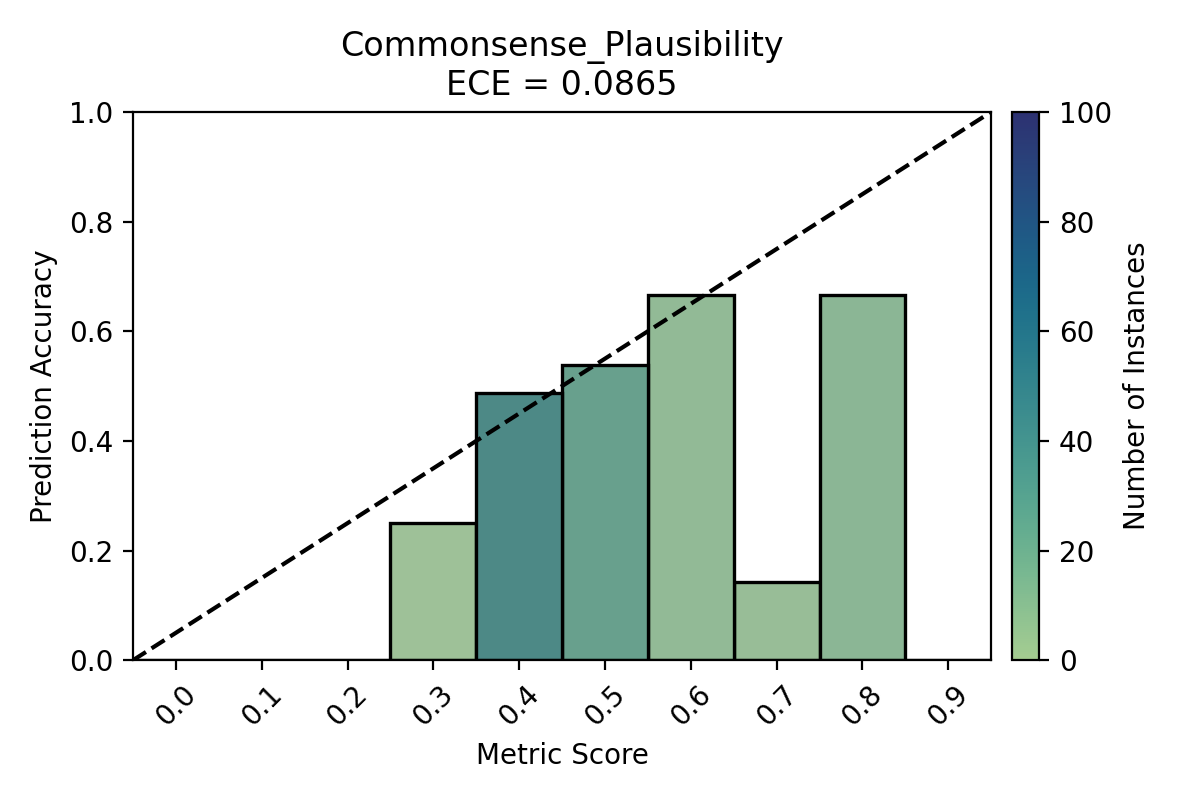 Commonsense_Plausibility
ECE = 0.0865
1.0
0.8
0.6
0.4
0.2
0.0
Prediction Accuracy
0.0 0.1 0.2 0.3 0.4 0.5 0.6 0.7 0.8 0.9
Metric Score
100
80
60
40
20
0
Number of Instances